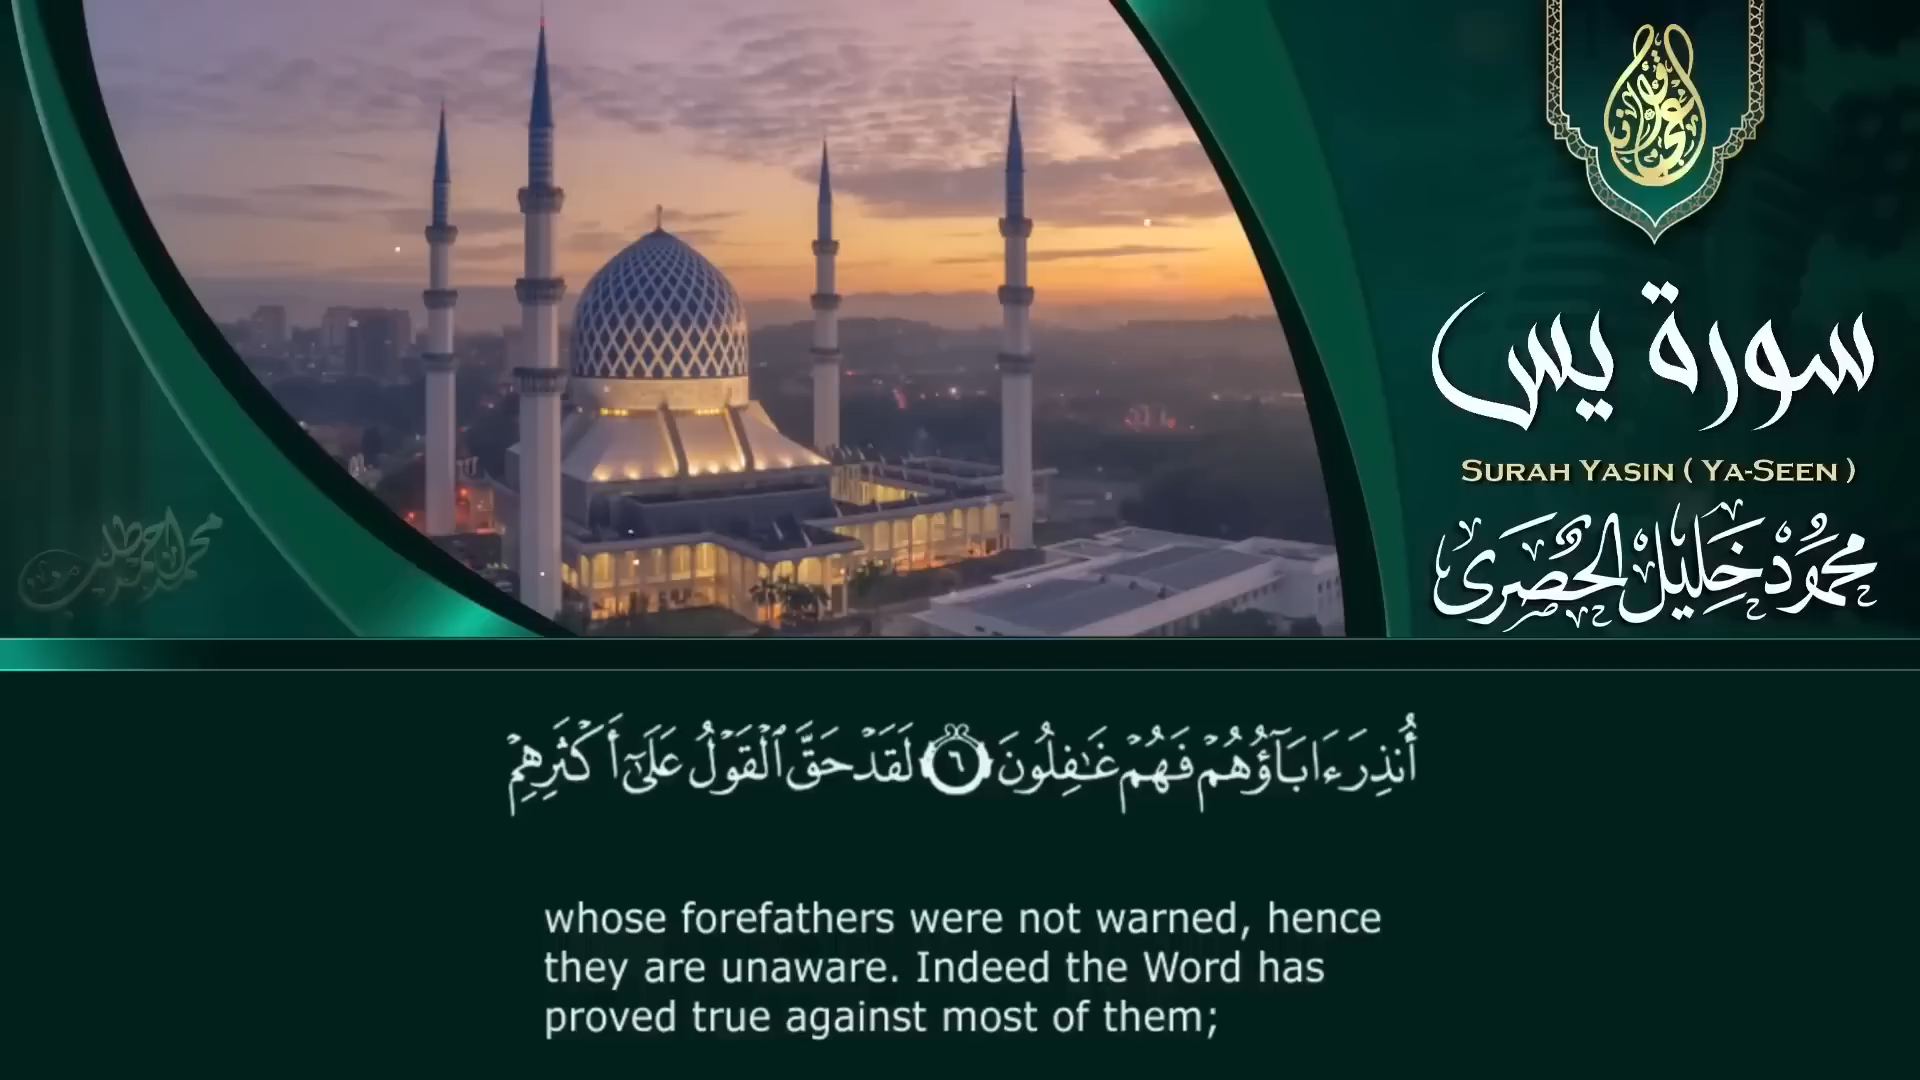 سورة يس
SURAH YASIN ( YA-SEEN )
محمود خليل الحصرى
أُنذِرَ ءَابَآؤُهُمْ فَهُمْ غَٰفِلُونَ ٦ لَقَدْ حَقَّ ٱلْقَوْلُ عَلَىٰٓ أَكْثَرِهِمْ
whose forefathers were not warned, hence
they are unaware. Indeed the Word has
proved true against most of them;